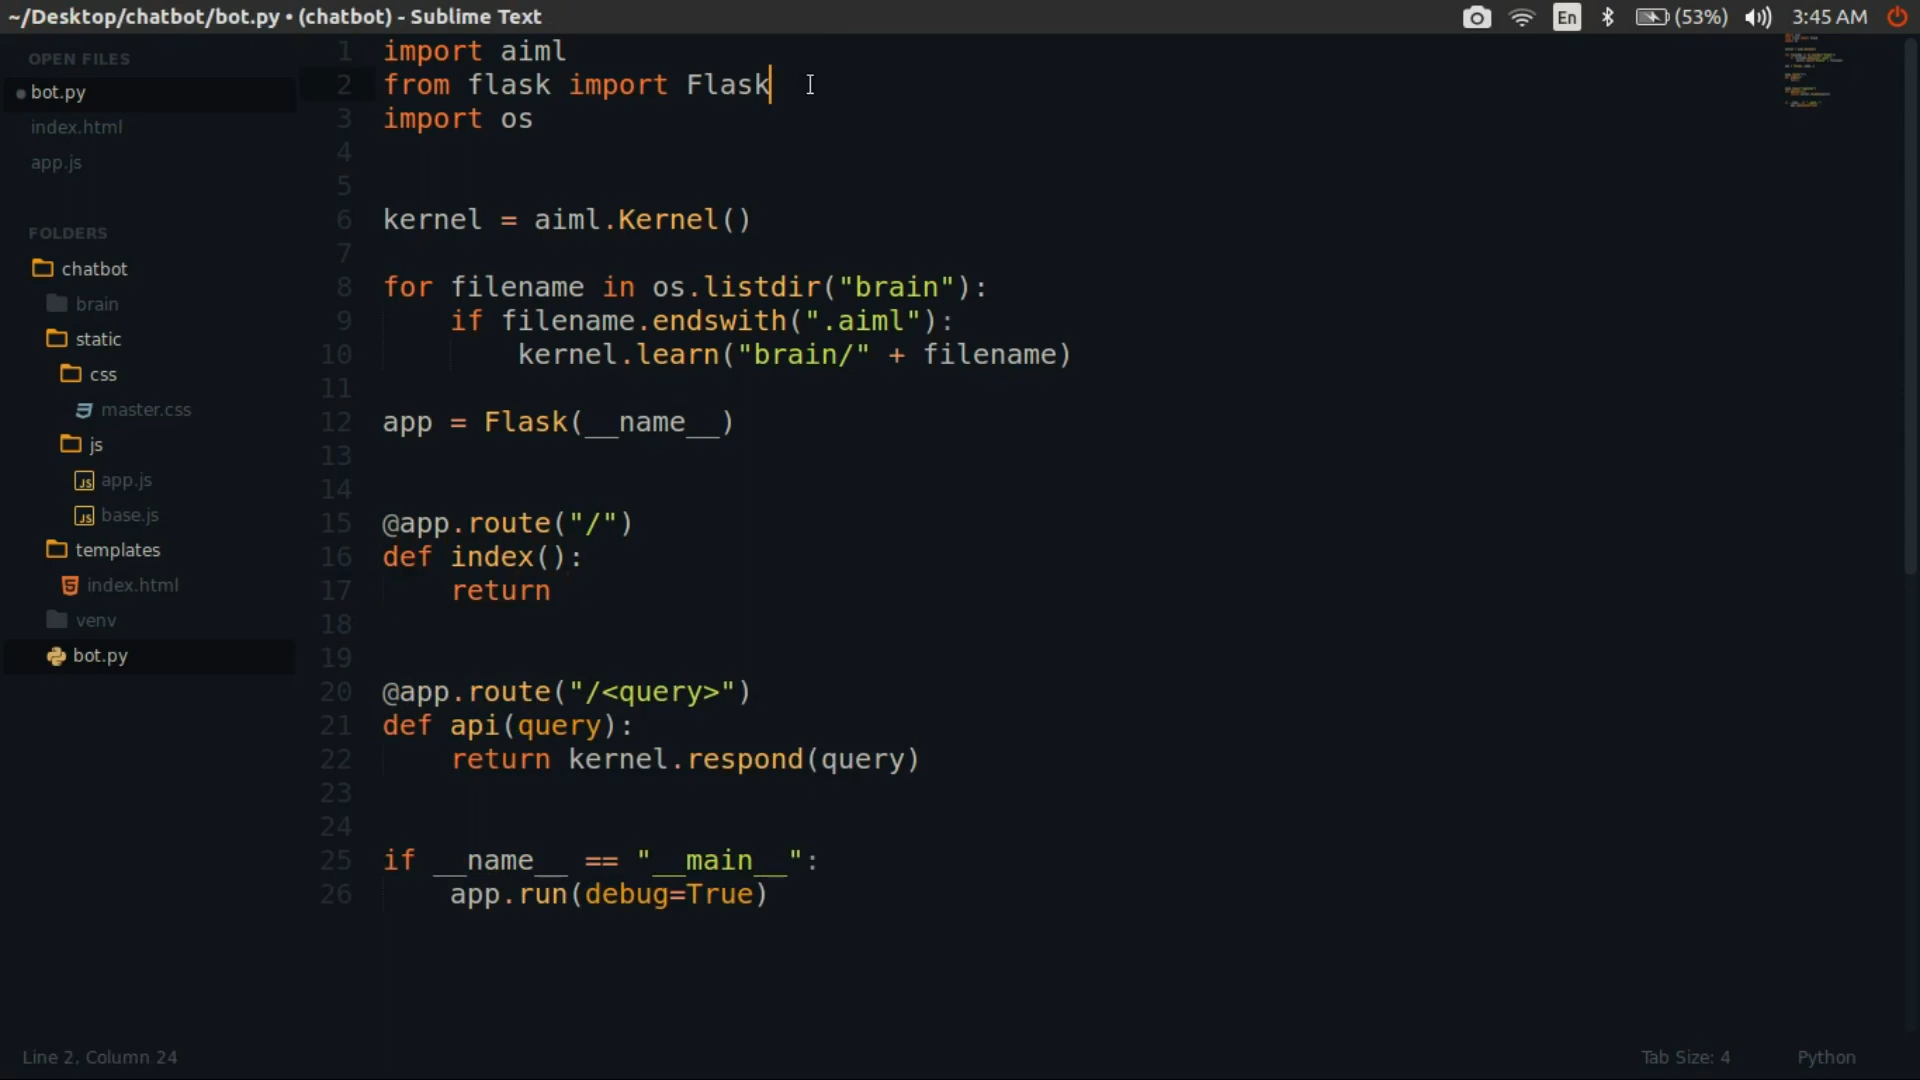 ~/Desktop/chatbot/bot.py • (chatbot) - Sublime Text
En
(53%)
3:45 AM
OPEN FILES
bot.py
index.html
app.js
FOLDERS
chatbot
brain
static
css
master.css
js
JS app.js
JS base.js
templates
5 index.html
venv
bot.py
1 import aiml
2 from flask import Flask
3 import os
4
5
6 kernel = aiml.Kernel()
7
8 for filename in os.listdir("brain"):
9     if filename.endswith(".aiml"):
10         kernel.learn("brain/" + filename)
11
12 app = Flask(__name__)
13
14
15 @app.route("/")
16 def index():
17     return
18
19
20 @app.route("/<query>")
21 def api(query):
22     return kernel.respond(query)
23
24
25 if __name__ == "__main__":
26     app.run(debug=True)
Line 2, Column 24
Tab Size: 4
Python